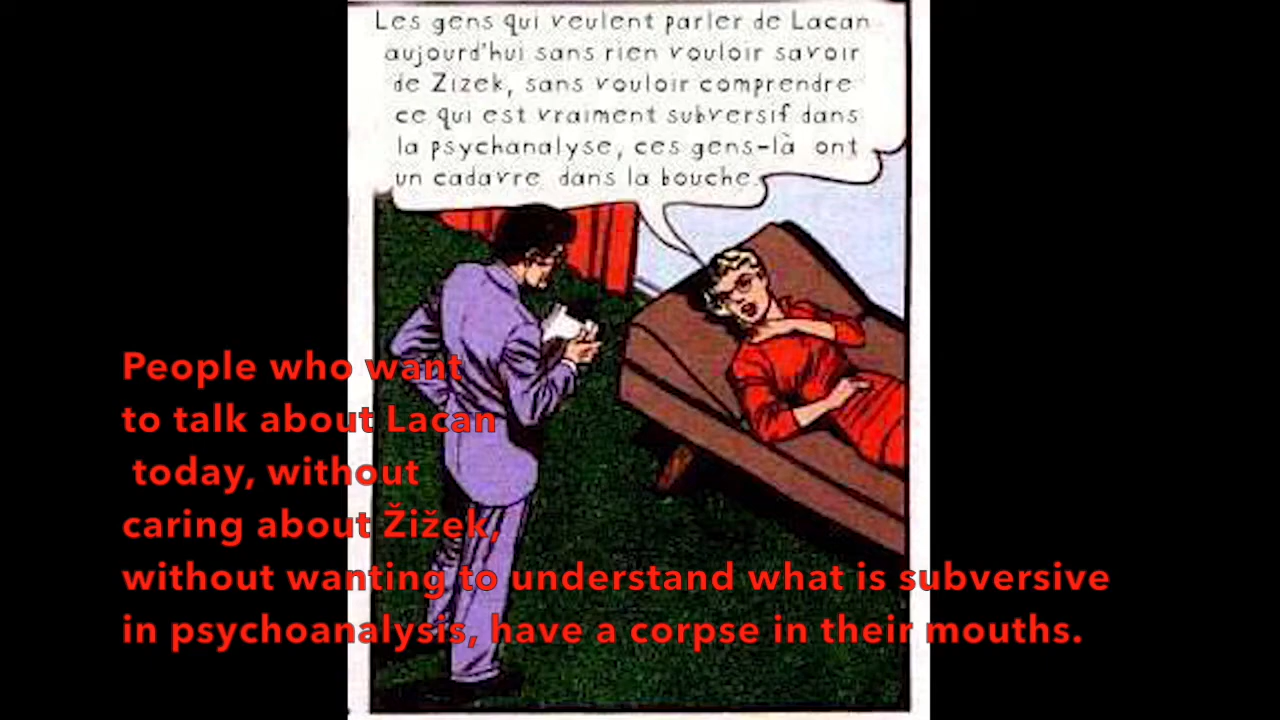 Les gens qui veulent parler de Lacan
aujourd'hui sans rien vouloir savoir
de Zizek, sans vouloir comprendre
ce qui est vraiment subversif dans
la psychanalyse, ces gens-là ont
un cadavre dans la bouche.
People who want
to talk about Lacan
today, without
caring about Žižek,
without wanting to understand what is subversive
in psychoanalysis, have a corpse in their mouths.